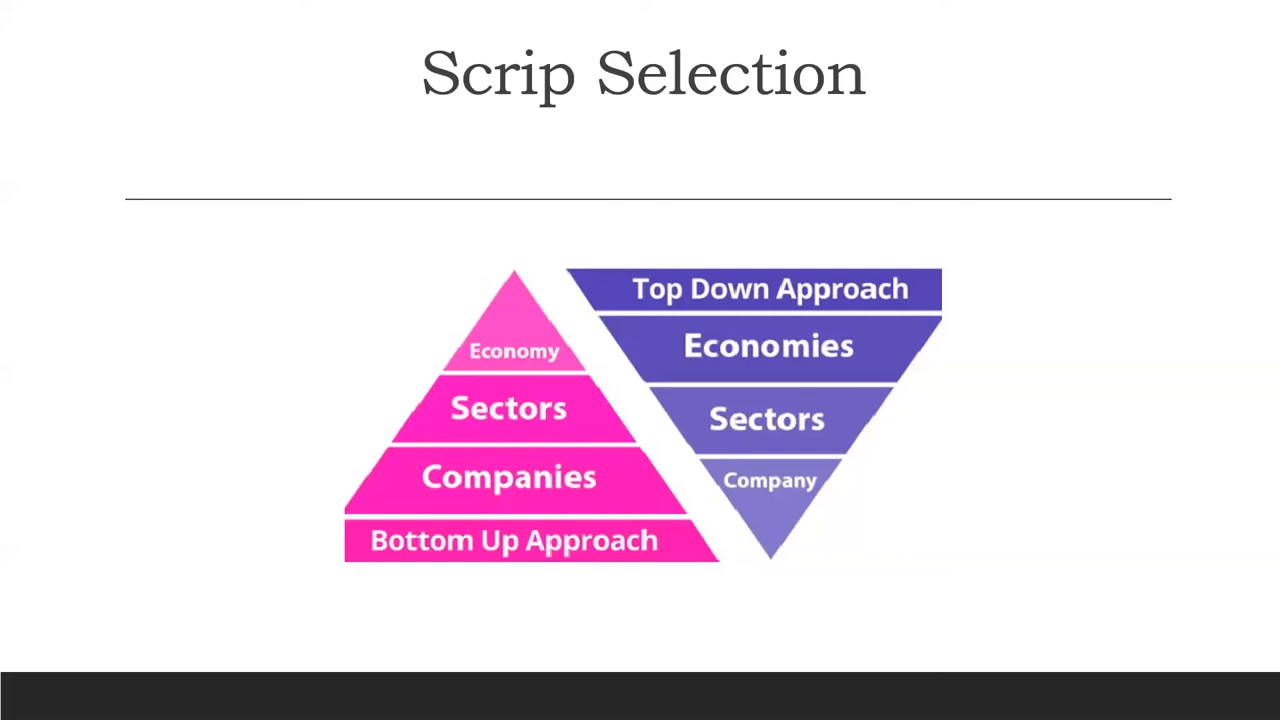 Scrip Selection
Economy
Sectors
Companies
Bottom Up Approach
Top Down Approach
Economies
Sectors
Company